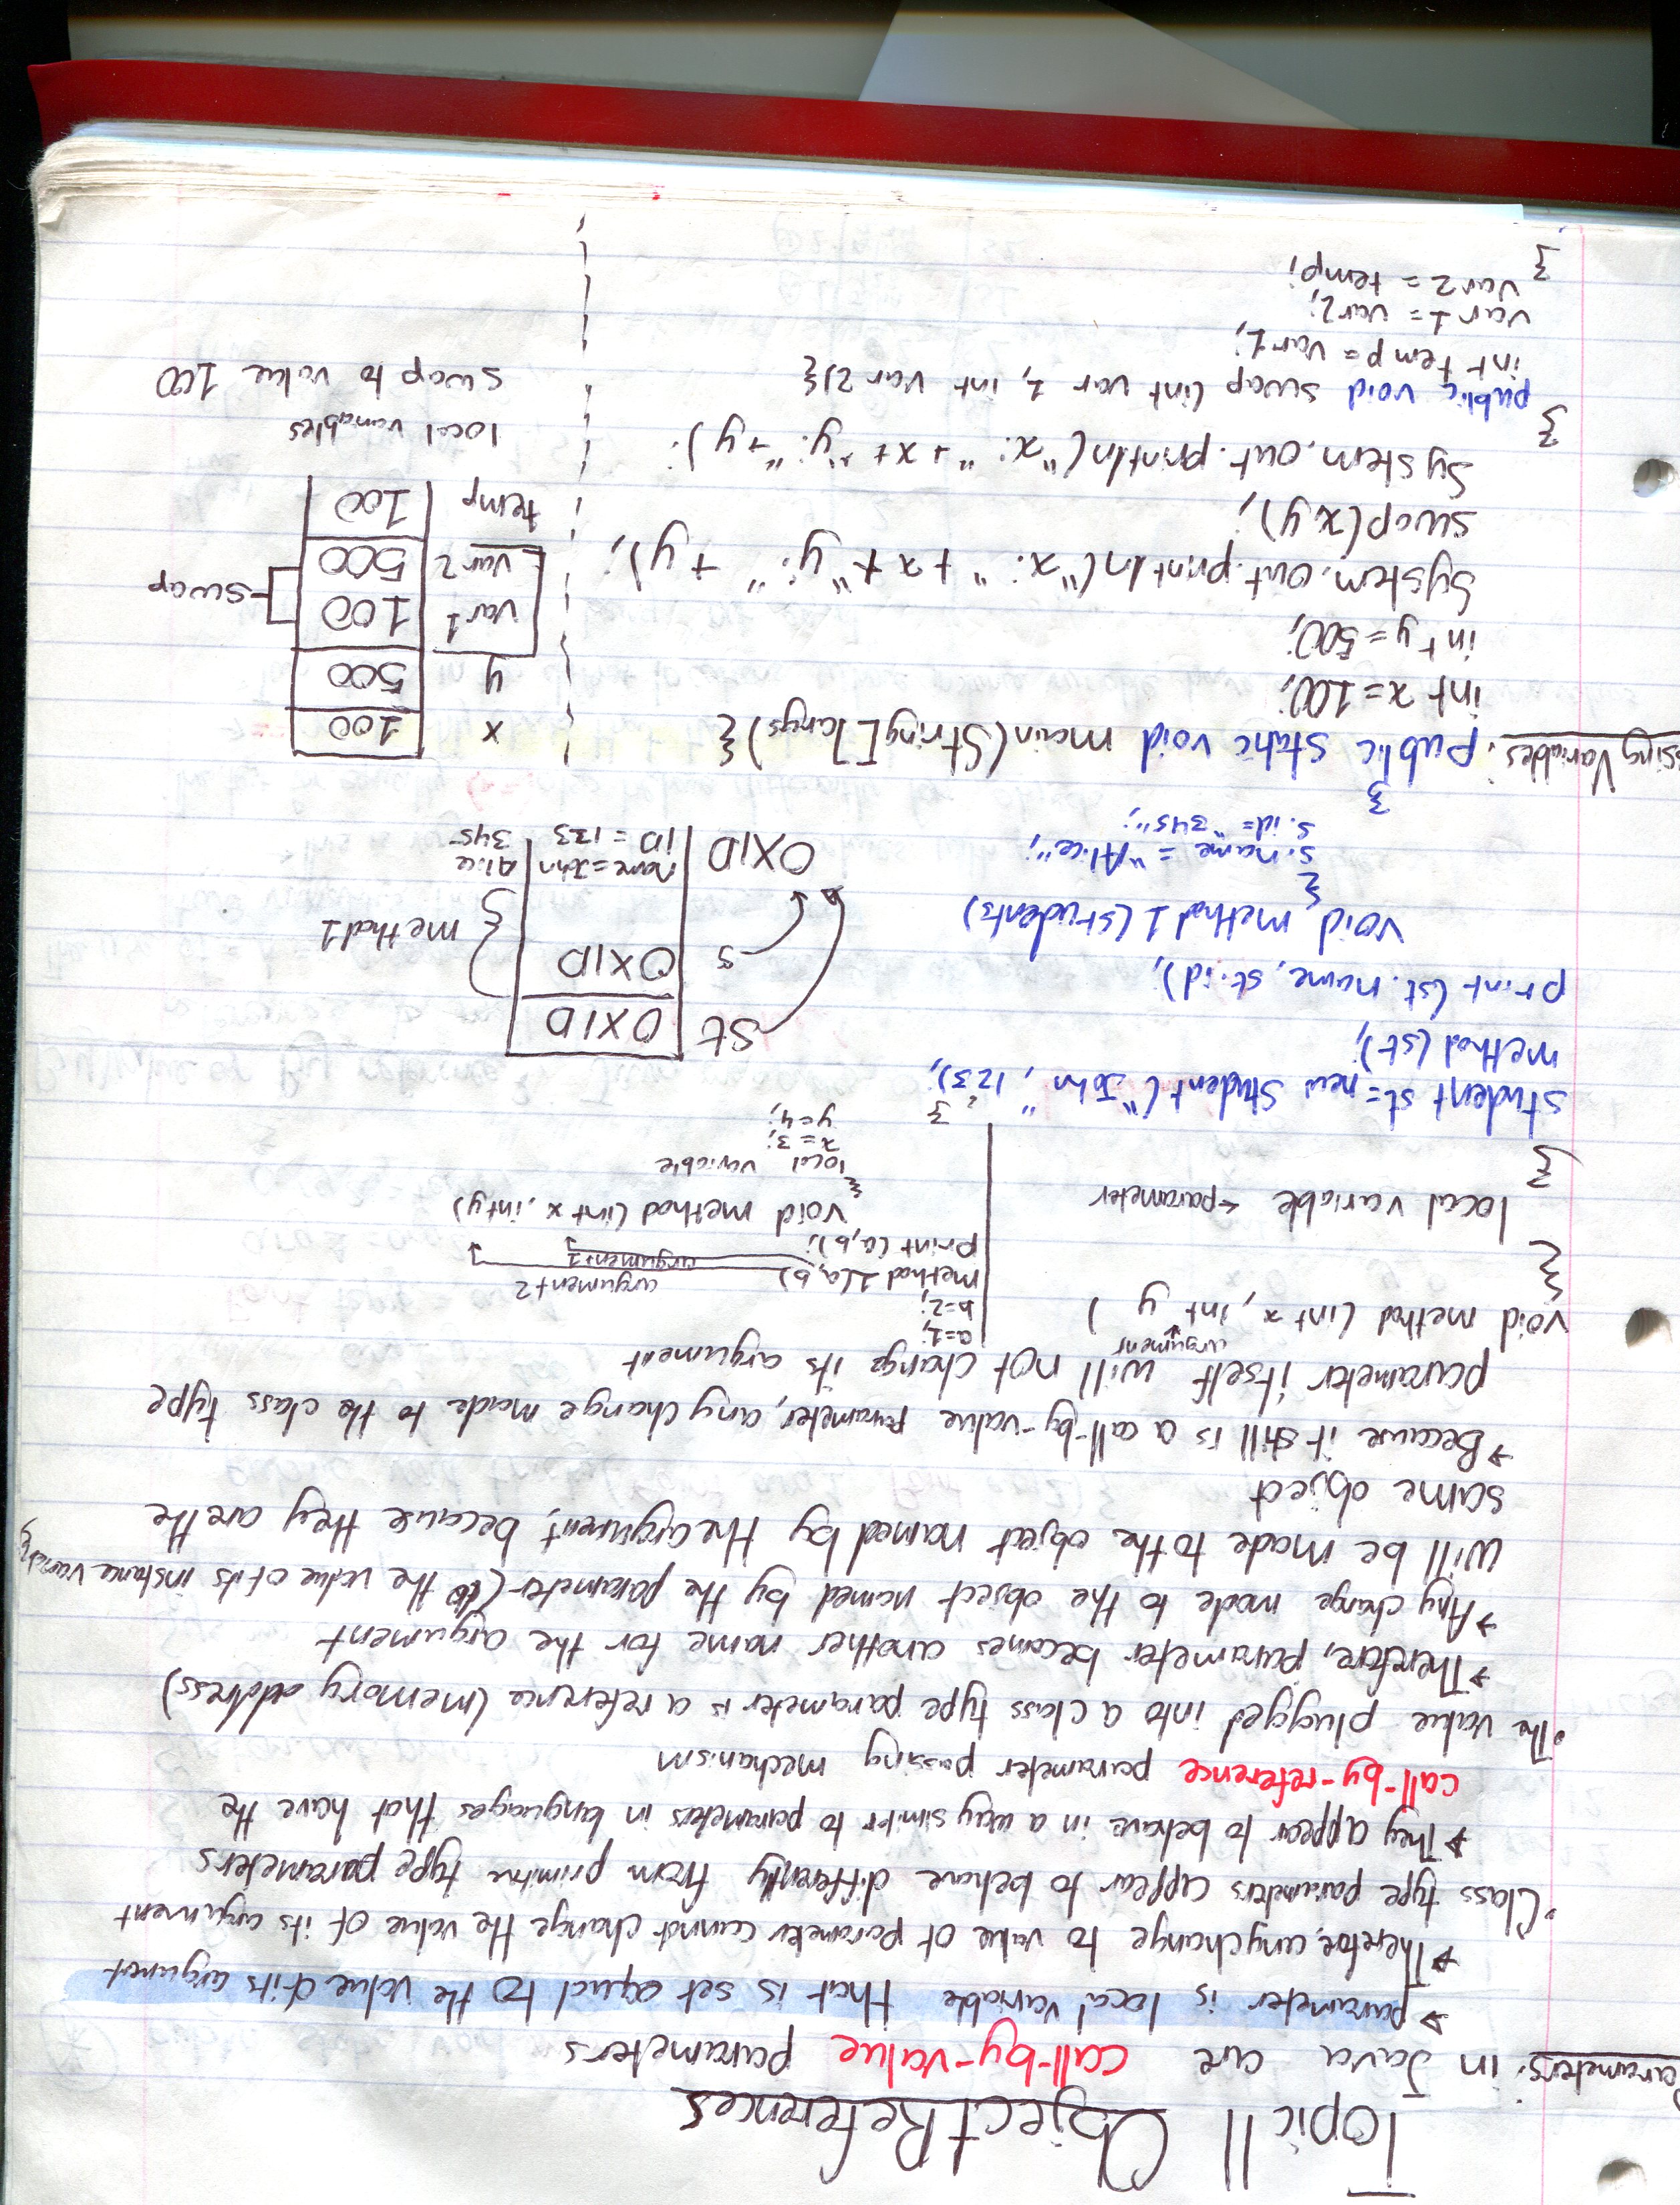 Topic 11 Object References
Parameters: in Java are call-by-value parameters
→ parameter is local variable that is set equal to the value of its argument
→ Therefore, any change to value of parameter cannot change the value of its argument
• Class type parameters appear to behave differently from primitive type parameters
→ They appear to behave in a way similar to parameters in languages that have the
call-by-reference parameter passing mechanism
• The value plugged into a class type parameter is a reference (memory address)
→ Therefore, parameter becomes another name for the argument
→ Any change made to the object named by the parameter (to the value of its instance variables)
will be made to the object named by the argument, because they are the
same object
→ Because it still is a call-by-value parameter, any change made to the class type
parameter itself will not change its argument
argument
void method (int x, int y)
{
local variable ← parameter
}
a=1;
b=2;
method 1(a,b)
argument 2
argument 1
print (a,b);
void method (int x, int y)
{
local variable
x = 3;
y=4;
}
Student st = new Student("John", 123);
method (st);
print (st.name, st.id);
void method 1 (student s)
{
s.name = "Alice";
s.id = "345";
}
st 0X1D
s 0X1D
method 1
0X1D name=John Alice
ID = 123 345
ssing Variables: public static void main(String[] args){
int x = 100;
int y = 500;
System.out.println("x: " + x + "y: " + y);
swap(x,y);
System.out.println("x: " + x + "y: " + y);
}
public void swap (int var 1, int var 2){
int temp = var1;
var 1 = var2;
var 2 = temp;
}
x 100
y 500
var 1 100
var 2 500
swap
temp 100
local variables
swap to value 100